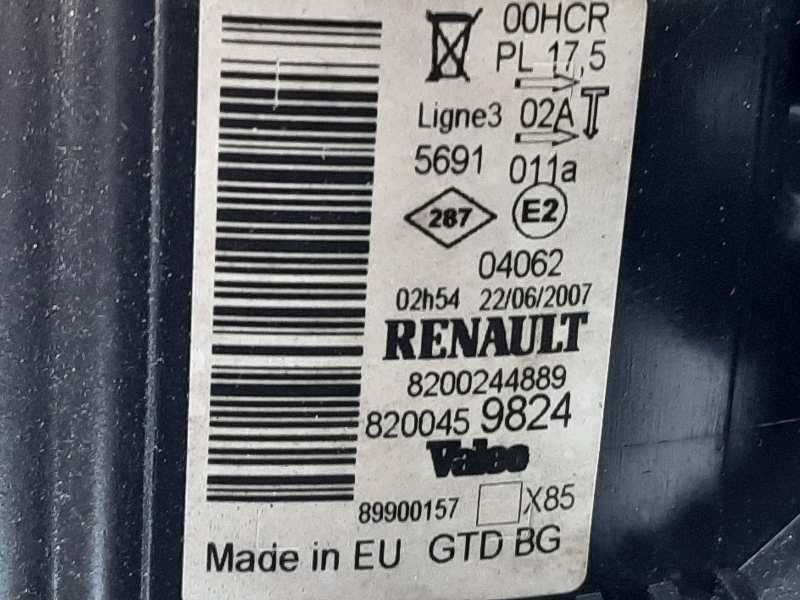 00HCR
PL 17,5
Ligne3 02A
5691 011a
287 E2
04062
02h54 22/06/2007
RENAULT
8200244889
820045 9824
Valeo
89900157 X85
Made in EU GTD BG